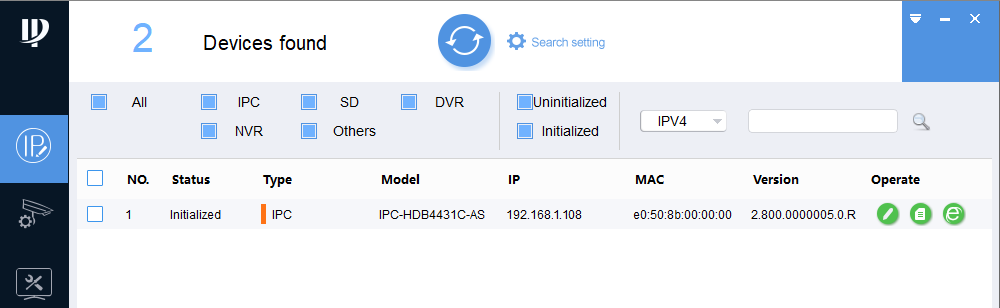 2 Devices found Search setting
All IPC SD DVR Uninitialized
NVR Others Initialized IPV4
NO. Status Type Model IP MAC Version Operate
1 Initialized IPC IPC-HDB4431C-AS 192.168.1.108 e0:50:8b:00:00:00 2.800.0000005.0.R
IP